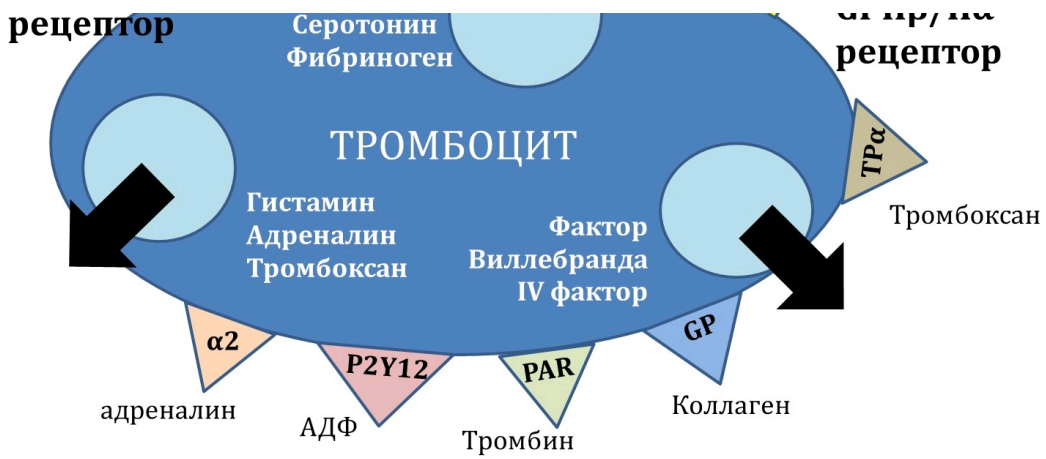 рецептор
Серотонин
Фибриноген
рецептор
ТРОМБОЦИТ
TPα
Тромбоксан
Гистамин
Адреналин
Тромбоксан
Фактор
Виллебранда
IV фактор
α2
P2Y12
PAR
GP
адреналин
АДФ
Тромбин
Коллаген